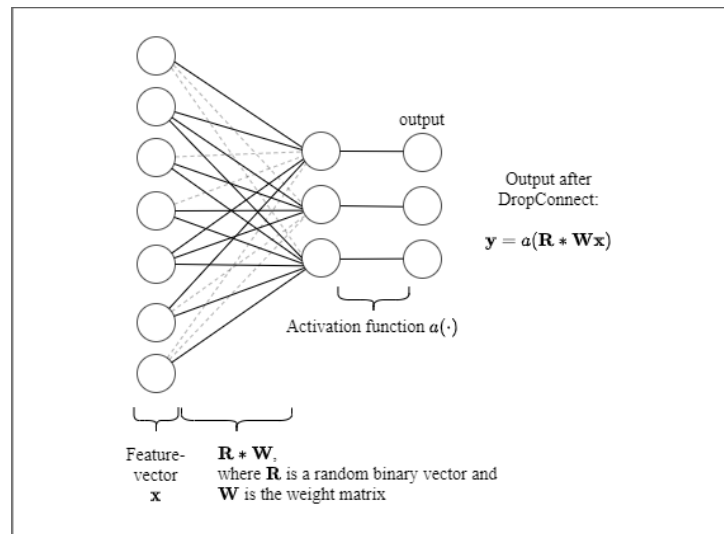 output
Output after
DropConnect:
y = a(R ∗ Wx)
Activation function a(·)
Feature-
vector
x
R ∗ W,
where R is a random binary vector and
W is the weight matrix